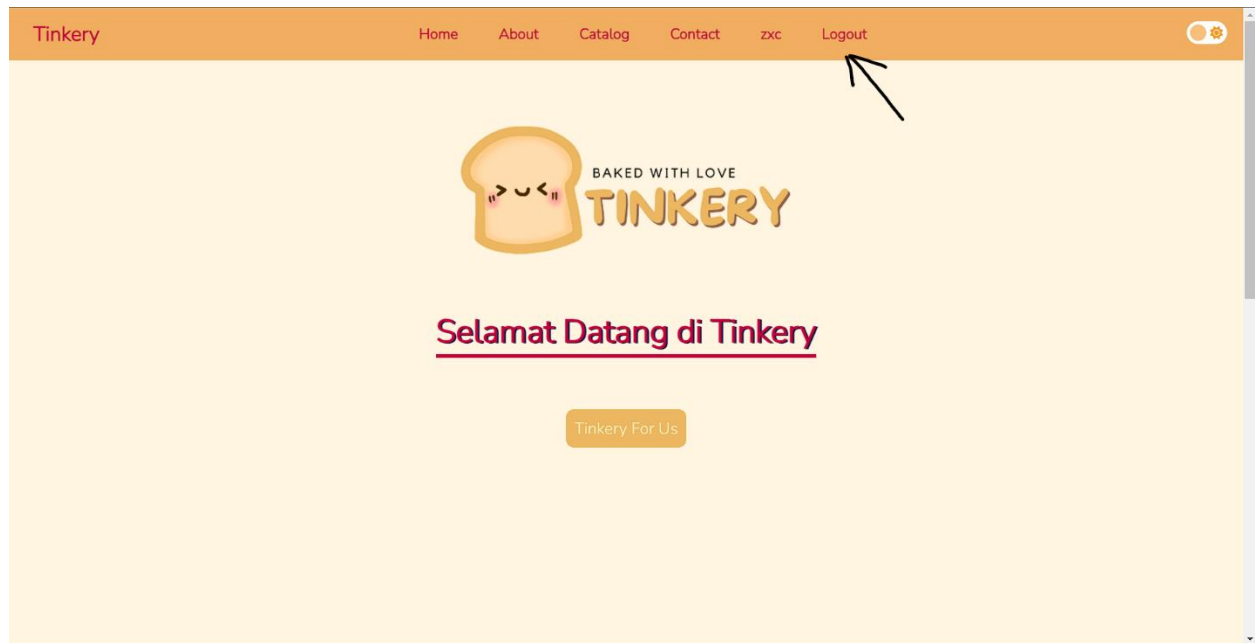 Tinkery Home About Catalog Contact zxc Logout
BAKED WITH LOVE
TINKERY
Selamat Datang di Tinkery
Tinkery For Us